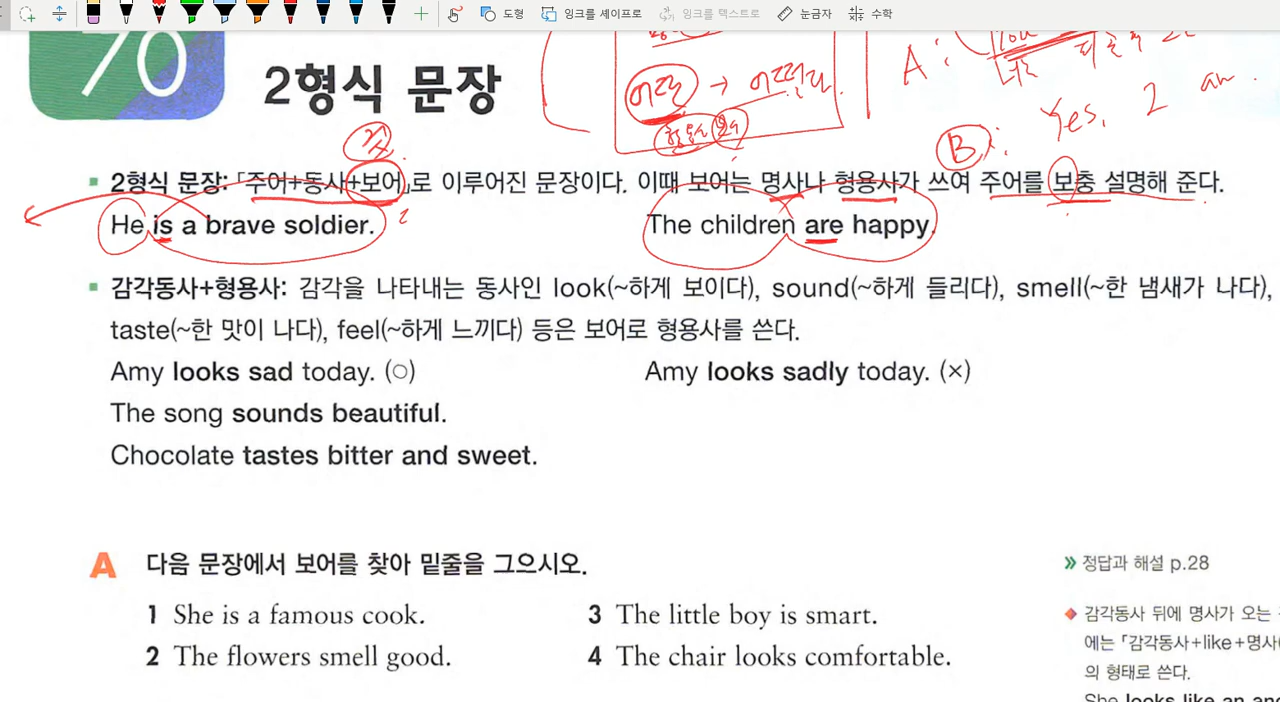 도형 잉크를 셰이프로 잉크를 텍스트로 눈금자 수학
70
2형식 문장
어떤 → 어떻다.
A:
B: Yes, I am.
2형식 문장: 「주어+동사+보어」로 이루어진 문장이다. 이때 보어는 명사나 형용사가 쓰여 주어를 보충 설명해 준다.
He is a brave soldier. The children are happy.
감각동사+형용사: 감각을 나타내는 동사인 look(~하게 보이다), sound(~하게 들리다), smell(~한 냄새가 나다),
taste(~한 맛이 나다), feel(~하게 느끼다) 등은 보어로 형용사를 쓴다.
Amy looks sad today. (○) Amy looks sadly today. (×)
The song sounds beautiful.
Chocolate tastes bitter and sweet.
A 다음 문장에서 보어를 찾아 밑줄을 그으시오.
1 She is a famous cook.
2 The flowers smell good.
3 The little boy is smart.
4 The chair looks comfortable.
» 정답과 해설 p.28
감각동사 뒤에 명사가 오는
에는 「감각동사+like+명사
의 형태로 쓴다.
She looks like an